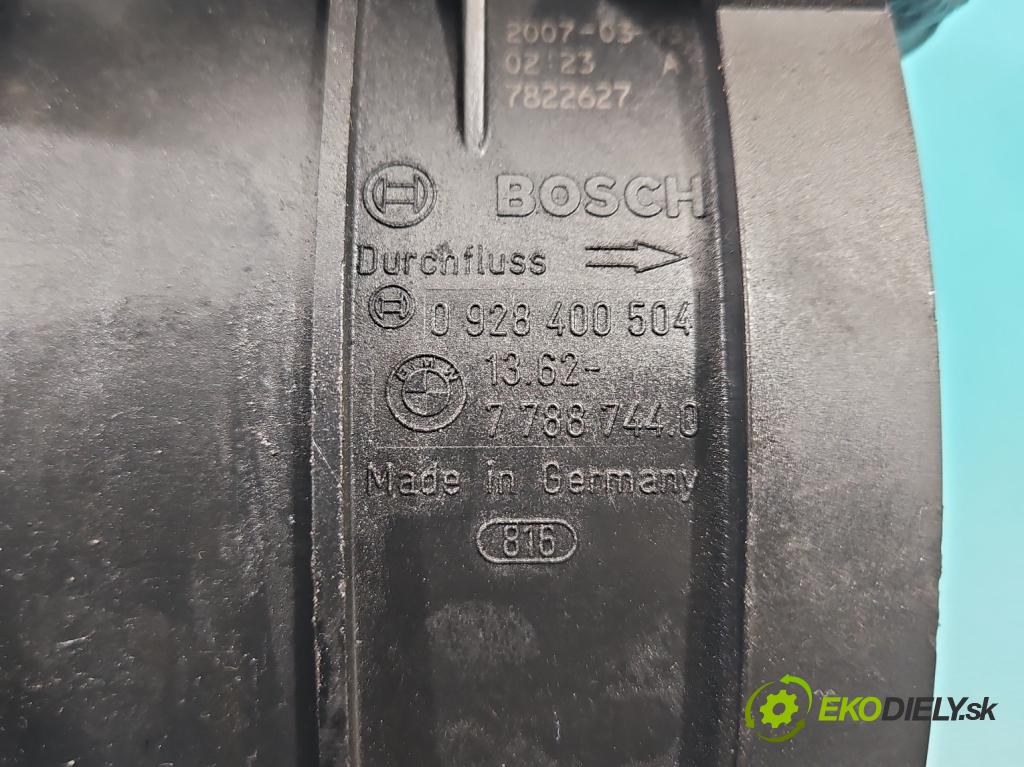 2007-03-
02:23 A
7822627
BOSCH
Durchfluss
0 928 400 504
BMW
13.62-
7 788 744.0
Made in Germany
816
EKODIELY.sk